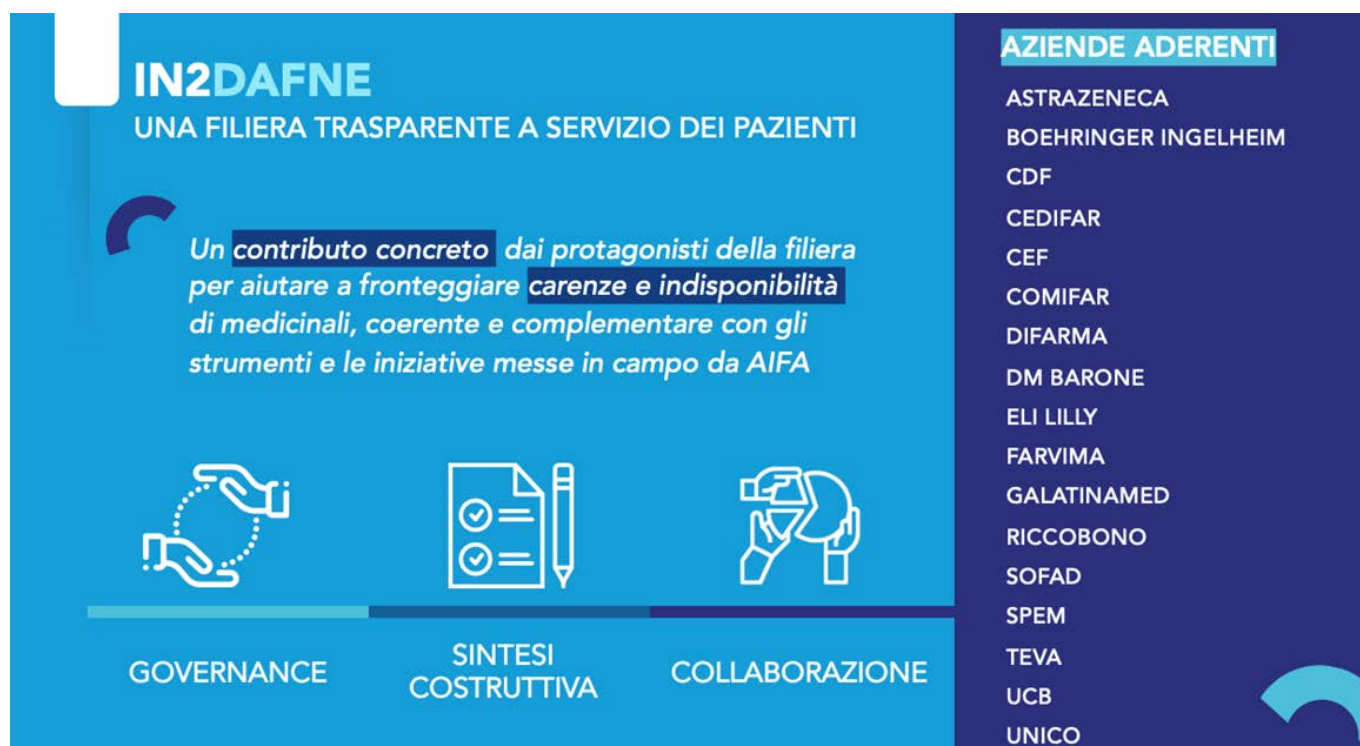 IN2DAFNE
UNA FILIERA TRASPARENTE A SERVIZIO DEI PAZIENTI
Un contributo concreto dai protagonisti della filiera
per aiutare a fronteggiare carenze e indisponibilità
di medicinali, coerente e complementare con gli
strumenti e le iniziative messe in campo da AIFA
GOVERNANCE
SINTESI
COSTRUTTIVA
COLLABORAZIONE
AZIENDE ADERENTI
ASTRAZENECA
BOEHRINGER INGELHEIM
CDF
CEDIFAR
CEF
COMIFAR
DIFARMA
DM BARONE
ELI LILLY
FARVIMA
GALATINAMED
RICCOBONO
SOFAD
SPEM
TEVA
UCB
UNICO